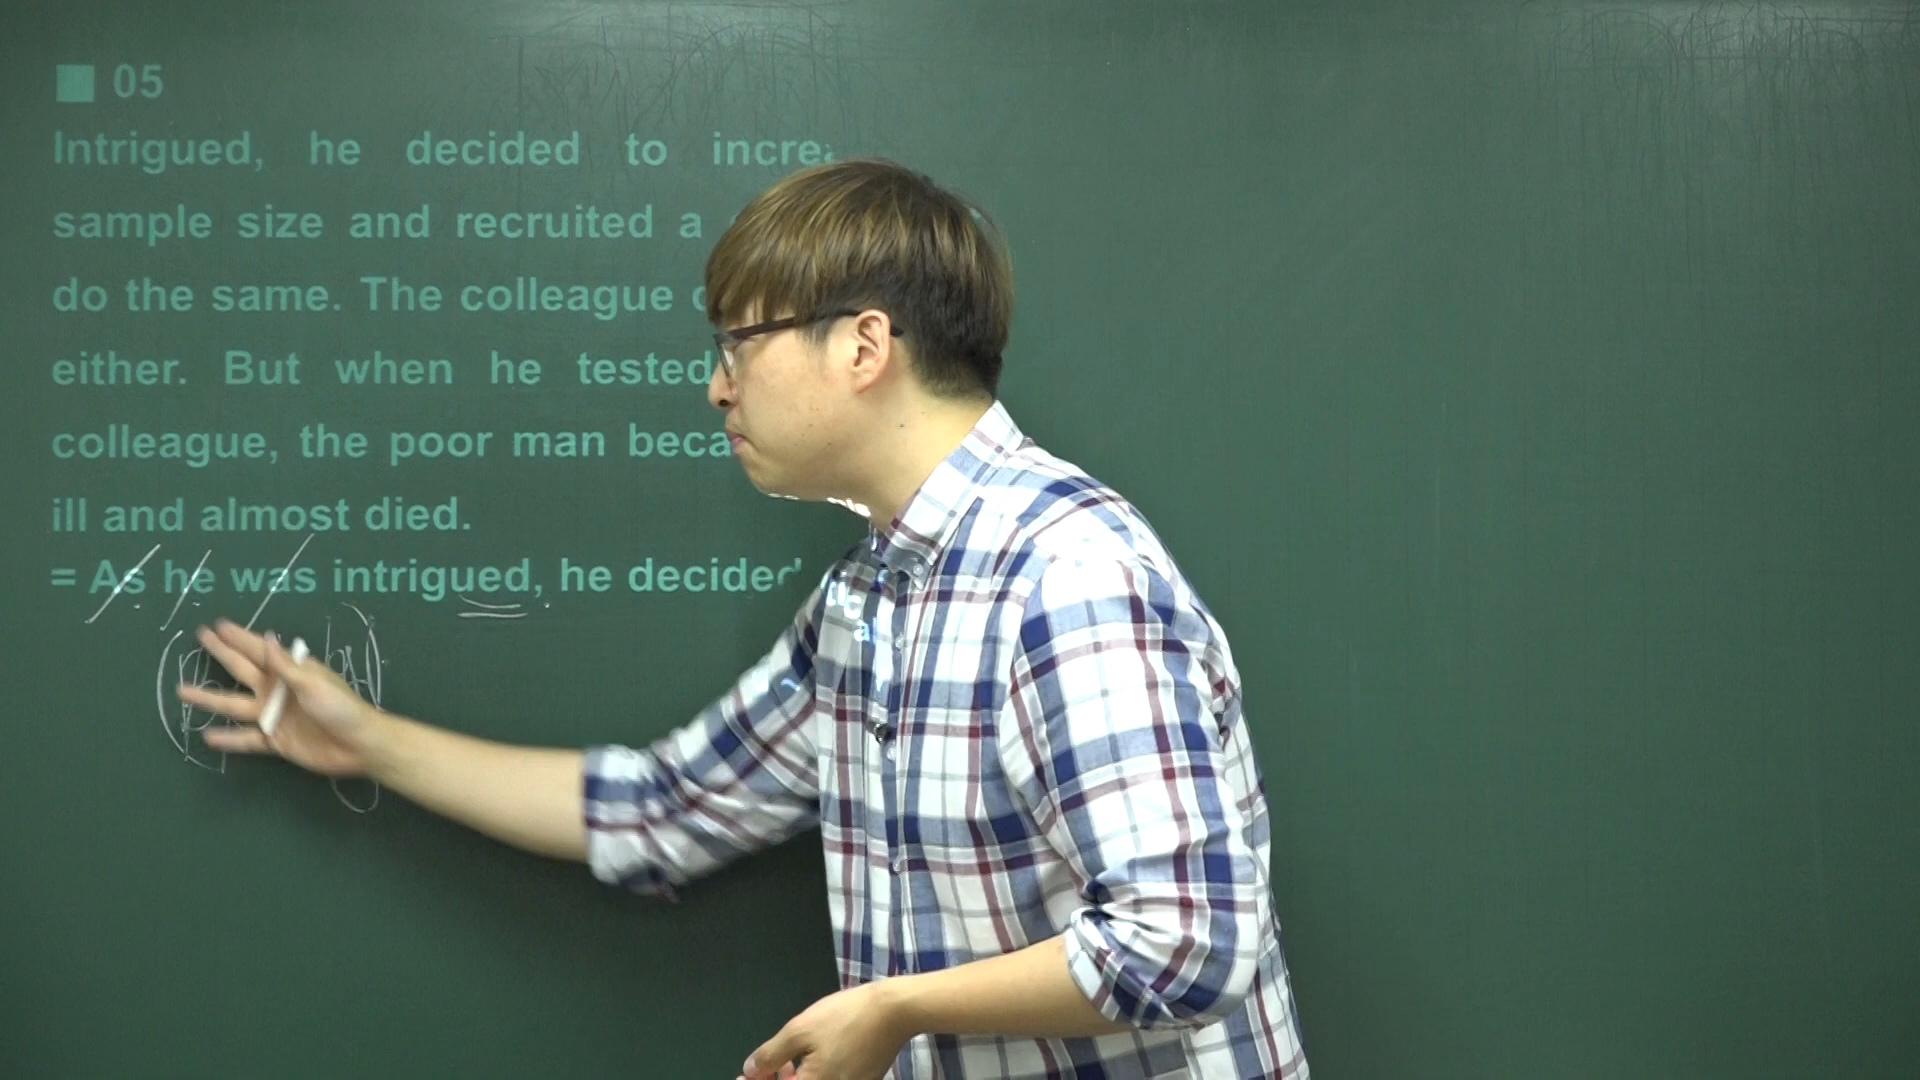 ■ 05
Intrigued, he decided to incre
sample size and recruited a
do the same. The colleague
either. But when he tested
colleague, the poor man beca
ill and almost died.
= As he was intrigued, he decided